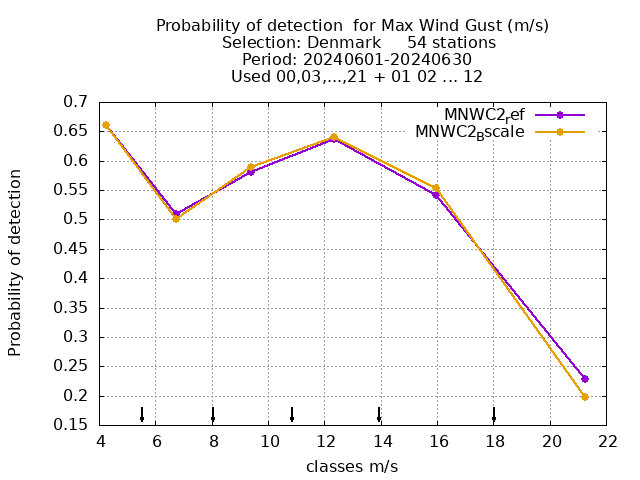 Probability of detection  for Max Wind Gust (m/s)
Selection: Denmark     54 stations
Period: 20240601-20240630
Used 00,03,...,21 + 01 02 ... 12
MNWC2_ref
MNWC2_Bscale
0.7
0.65
0.6
0.55
0.5
0.45
0.4
0.35
0.3
0.25
0.2
0.15
Probability of detection
4 6 8 10 12 14 16 18 20 22
classes m/s